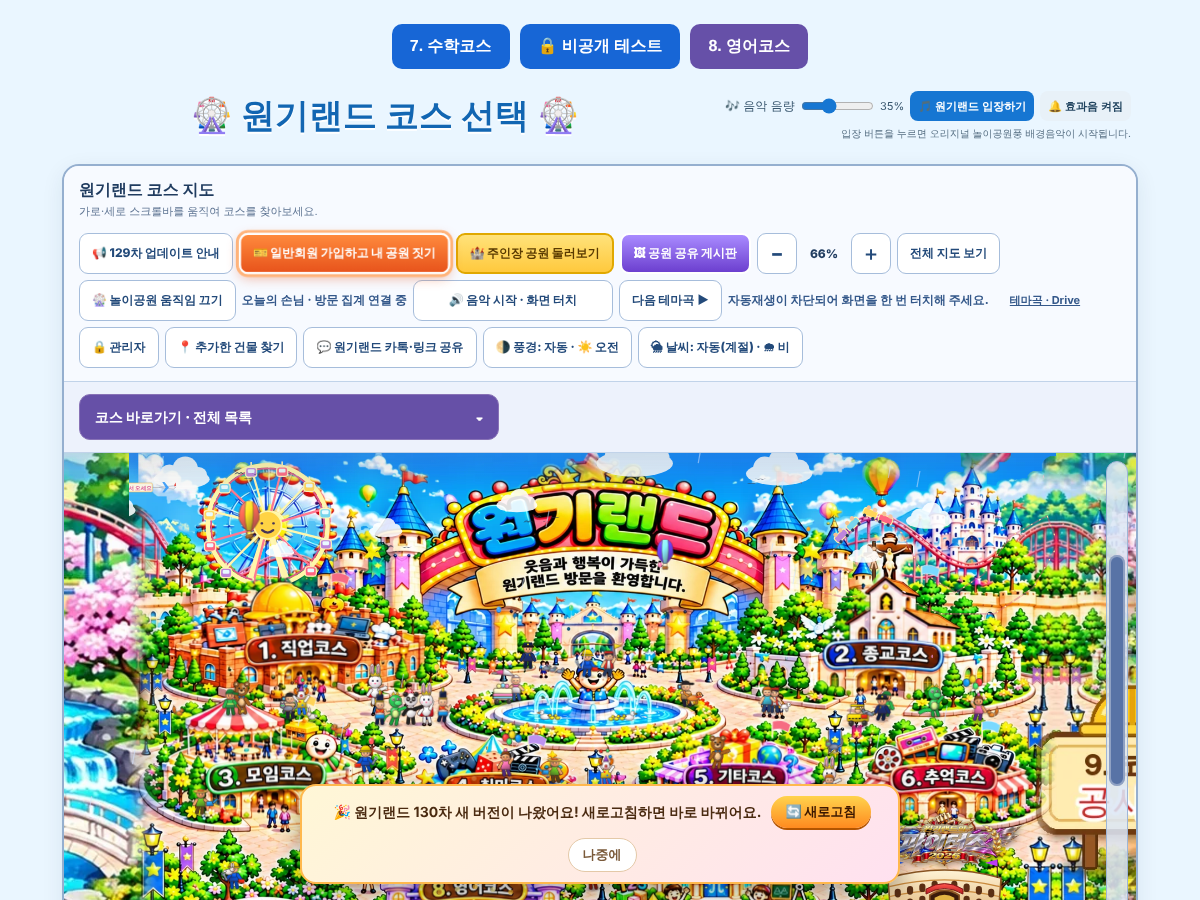 7. 수학코스
🔒 비공개 테스트
8. 영어코스
🎡 원기랜드 코스 선택 🎡
🎶 음악 음량 35% 🎵 원기랜드 입장하기 🔔 효과음 켜짐
입장 버튼을 누르면 오리지널 놀이공원풍 배경음악이 시작됩니다.
원기랜드 코스 지도
가로·세로 스크롤바를 움직여 코스를 찾아보세요.
📢 129차 업데이트 안내
🎫 일반회원 가입하고 내 공원 짓기
🏰 주인장 공원 둘러보기
🖼 공원 공유 게시판
− 66% +
전체 지도 보기
🎡 놀이공원 움직임 끄기
오늘의 손님 · 방문 집계 연결 중
🔊 음악 시작 · 화면 터치
다음 테마곡 ▶
자동재생이 차단되어 화면을 한 번 터치해 주세요.
테마곡 · Drive
🔒 관리자
📍 추가한 건물 찾기
💬 원기랜드 카톡·링크 공유
🌗 풍경: 자동 · ☀️ 오전
🌦 날씨: 자동(계절) · 🌧 비
코스 바로가기 · 전체 목록
원기랜드
웃음과 행복이 가득한
원기랜드 방문을 환영합니다.
1. 직업코스
2. 종교코스
3. 모임코스
5. 기타코스
6. 추억코스
9.
🎉 원기랜드 130차 새 버전이 나왔어요! 새로고침하면 바로 바뀌어요.
🔄 새로고침
나중에
8. 영어코스